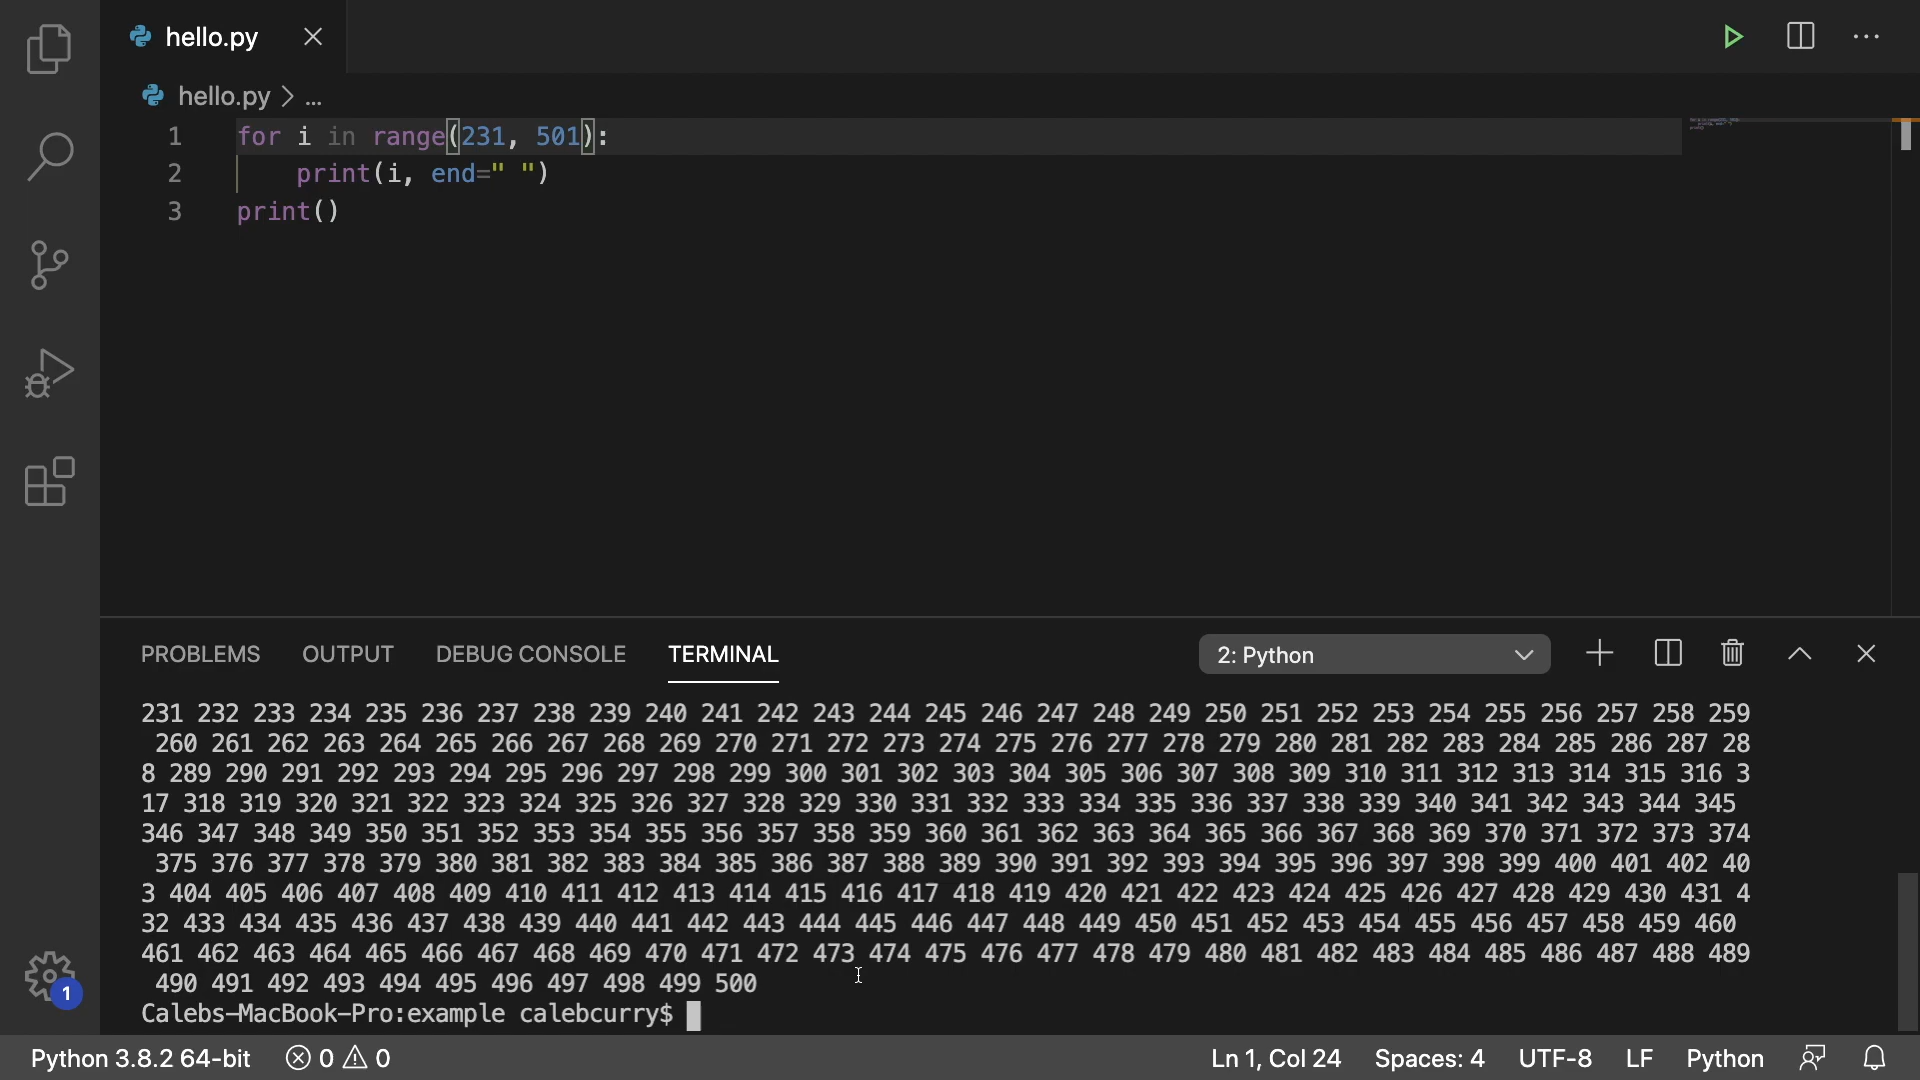 hello.py
hello.py > ...
1 for i in range(231, 501):
2     print(i, end=" ")
3 print()
PROBLEMS OUTPUT DEBUG CONSOLE TERMINAL 2: Python
231 232 233 234 235 236 237 238 239 240 241 242 243 244 245 246 247 248 249 250 251 252 253 254 255 256 257 258 259
 260 261 262 263 264 265 266 267 268 269 270 271 272 273 274 275 276 277 278 279 280 281 282 283 284 285 286 287 28
8 289 290 291 292 293 294 295 296 297 298 299 300 301 302 303 304 305 306 307 308 309 310 311 312 313 314 315 316 3
17 318 319 320 321 322 323 324 325 326 327 328 329 330 331 332 333 334 335 336 337 338 339 340 341 342 343 344 345
346 347 348 349 350 351 352 353 354 355 356 357 358 359 360 361 362 363 364 365 366 367 368 369 370 371 372 373 374
 375 376 377 378 379 380 381 382 383 384 385 386 387 388 389 390 391 392 393 394 395 396 397 398 399 400 401 402 40
3 404 405 406 407 408 409 410 411 412 413 414 415 416 417 418 419 420 421 422 423 424 425 426 427 428 429 430 431 4
32 433 434 435 436 437 438 439 440 441 442 443 444 445 446 447 448 449 450 451 452 453 454 455 456 457 458 459 460
461 462 463 464 465 466 467 468 469 470 471 472 473 474 475 476 477 478 479 480 481 482 483 484 485 486 487 488 489
 490 491 492 493 494 495 496 497 498 499 500
Calebs-MacBook-Pro:example calebcurry$
1
Python 3.8.2 64-bit 0 0 Ln 1, Col 24 Spaces: 4 UTF-8 LF Python